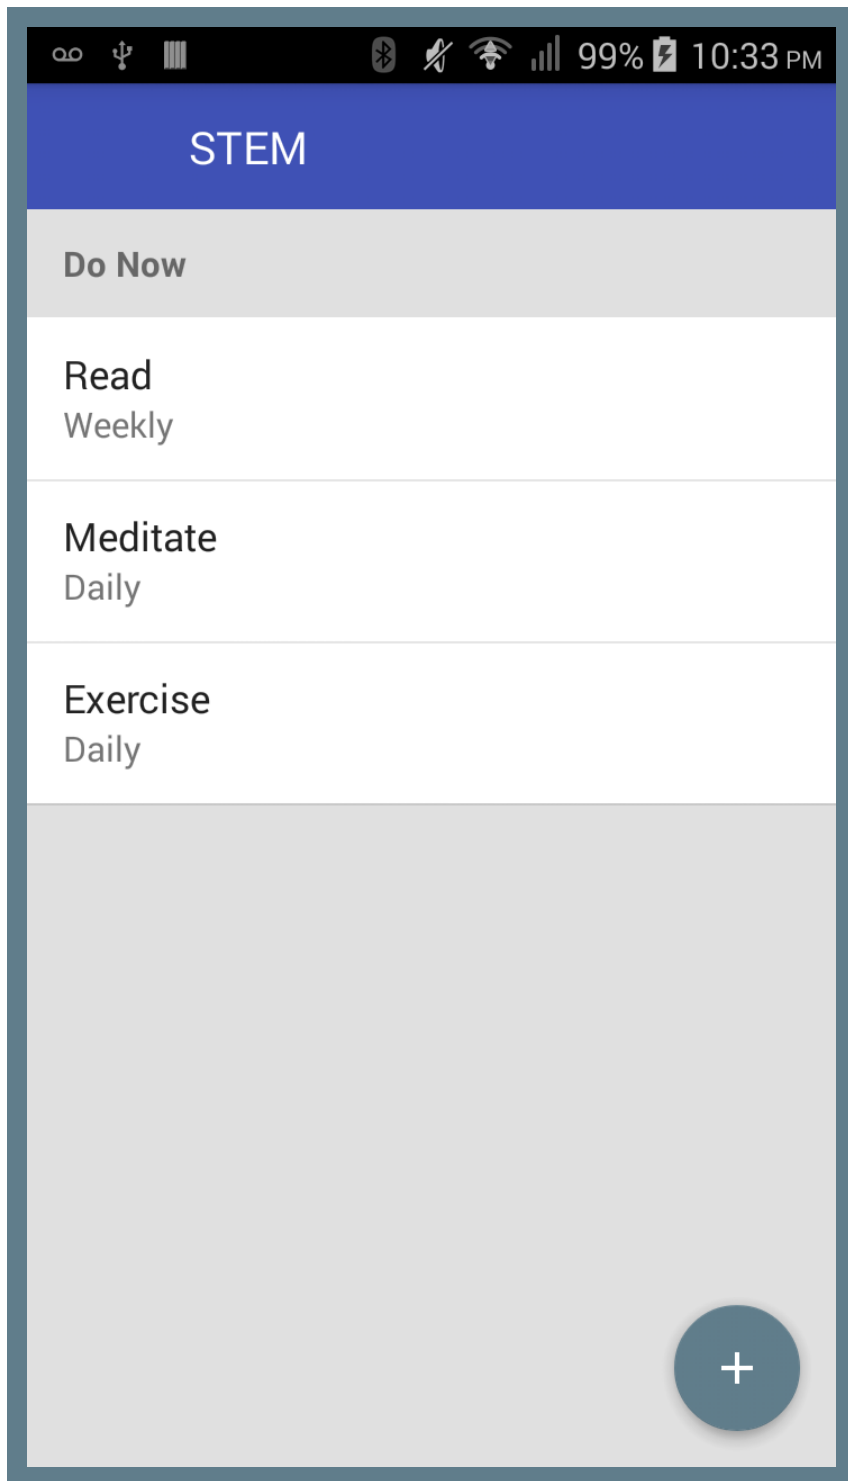 99% 10:33 PM
STEM
Do Now
Read
Weekly
Meditate
Daily
Exercise
Daily
+